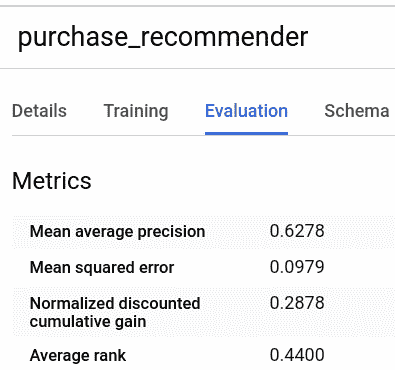 purchase_recommender
Details Training Evaluation Schema
Metrics
Mean average precision 0.6278
Mean squared error 0.0979
Normalized discounted 0.2878
cumulative gain
Average rank 0.4400